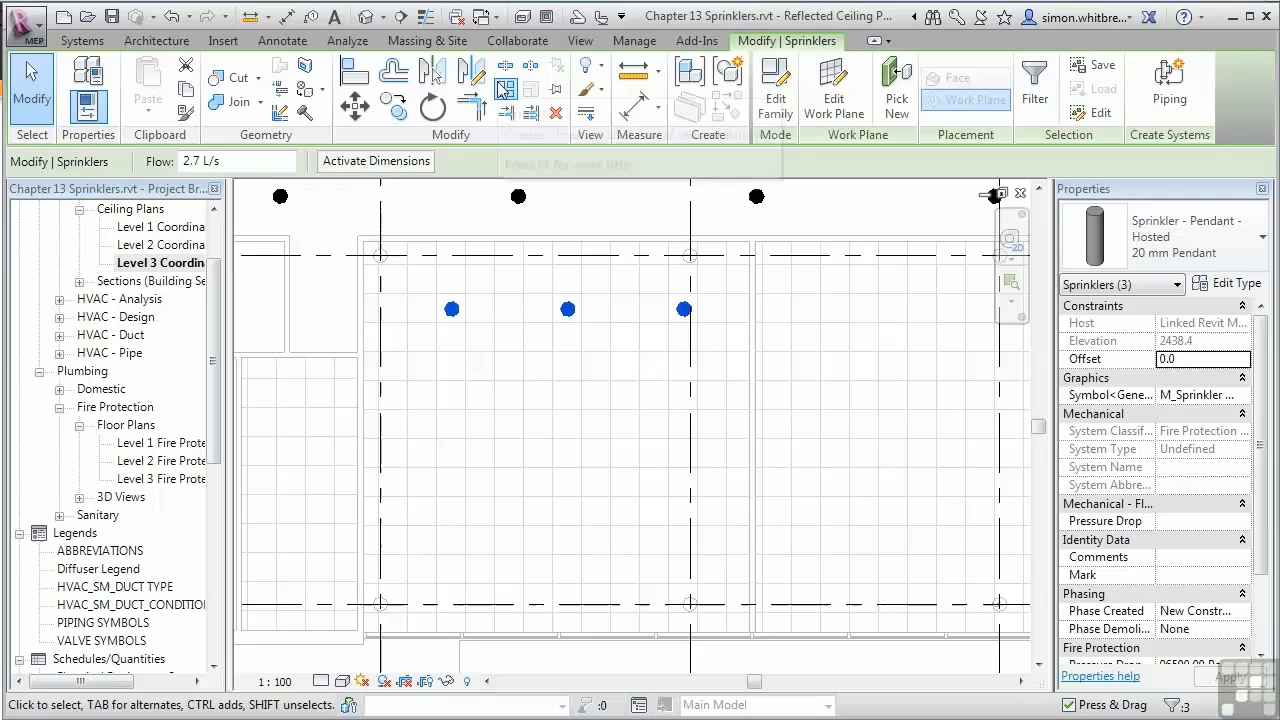 Chapter 13 Sprinklers.rvt - Reflected Ceiling P...
simon.whitbre...
MEP
Systems Architecture Insert Annotate Analyze Massing & Site Collaborate View Manage Add-Ins Modify | Sprinklers
Modify Paste Cut Join Edit Family Edit Work Plane Pick New Face Work Plane Filter Save Load Edit Piping
Select Properties Clipboard Geometry Modify View Measure Create Mode Work Plane Placement Selection Create Systems
Modify | Sprinklers Flow: 2.7 L/s Activate Dimensions
Press F1 for more help
Chapter 13 Sprinklers.rvt - Project Br...
Ceiling Plans
Level 1 Coordina
Level 2 Coordina
Level 3 Coordin
Sections (Building Se
HVAC - Analysis
HVAC - Design
HVAC - Duct
HVAC - Pipe
Plumbing
Domestic
Fire Protection
Floor Plans
Level 1 Fire Prote
Level 2 Fire Prote
Level 3 Fire Prote
3D Views
Sanitary
Legends
ABBREVIATIONS
Diffuser Legend
HVAC_SM_DUCT TYPE
HVAC_SM_DUCT_CONDITIO
PIPING SYMBOLS
VALVE SYMBOLS
Schedules/Quantities
2D
1 : 100
Properties
Sprinkler - Pendant -
Hosted
20 mm Pendant
Sprinklers (3) Edit Type
Constraints
Host Linked Revit M...
Elevation 2438.4
Offset 0.0
Graphics
Symbol<Gene... M_Sprinkler ...
Mechanical
System Classif... Fire Protection ...
System Type Undefined
System Name
System Abbre...
Mechanical - Fl...
Pressure Drop
Identity Data
Comments
Mark
Phasing
Phase Created New Constr...
Phase Demoli... None
Fire Protection
Properties help Apply
Click to select, TAB for alternates, CTRL adds, SHIFT unselects. :0 Main Model Press & Drag :3